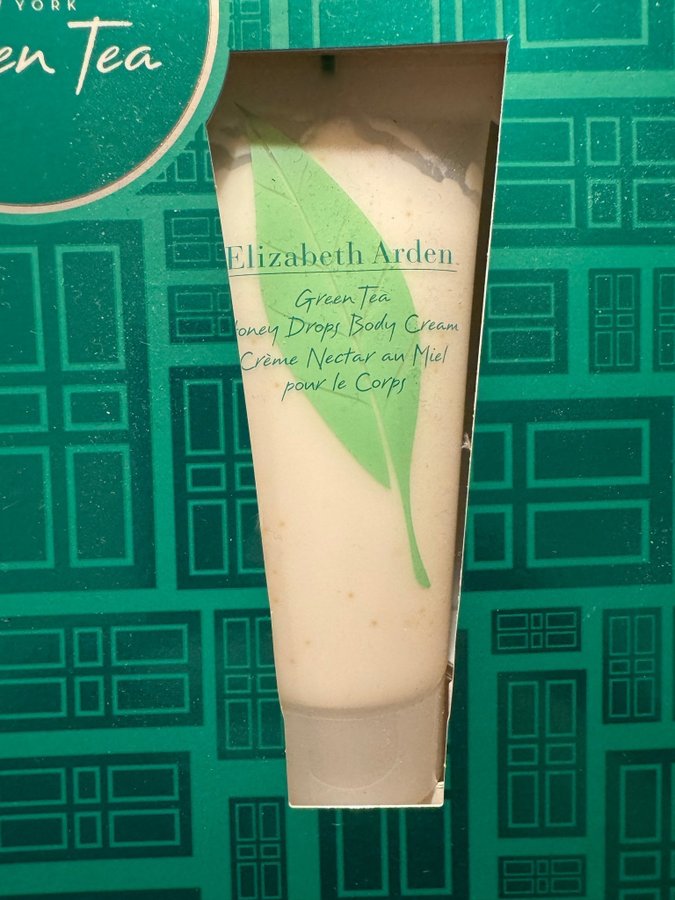 YORK
en Tea
Elizabeth Arden
Green Tea
oney Drops Body Cream
Crème Nectar au Miel
pour le Corps